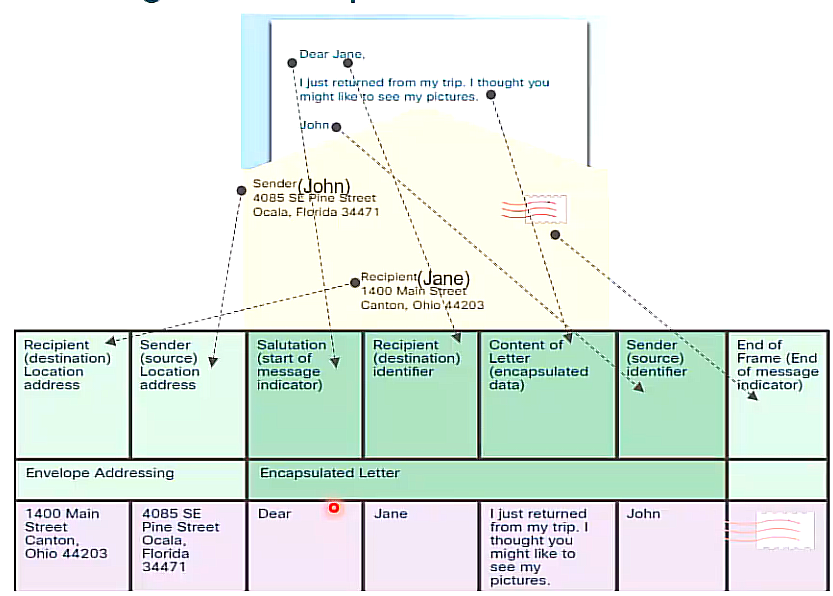 Dear Jane,
I just returned from my trip. I thought you
might like to see my pictures.
John
Sender(John)
4085 SE Pine Street
Ocala, Florida 34471
Recipient(Jane)
1400 Main Street
Canton, Ohio 44203
Recipient
(destination)
Location
address
Sender
(source)
Location
address
Salutation
(start of
message
indicator)
Recipient
(destination)
identifier
Content of
Letter
(encapsulated
data)
Sender
(source)
identifier
End of
Frame (End
of message
indicator)
Envelope Addressing
Encapsulated Letter
1400 Main
Street
Canton,
Ohio 44203
4085 SE
Pine Street
Ocala,
Florida
34471
Dear
Jane
I just returned
from my trip. I
thought you
might like to
see my
pictures.
John